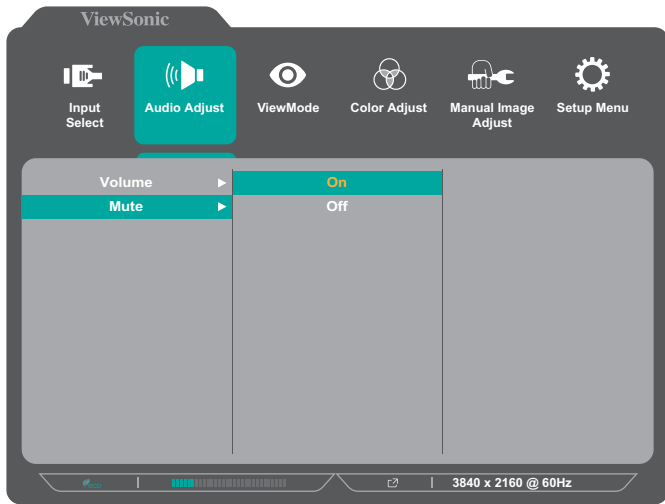 ViewSonic
Input Select
Audio Adjust
ViewMode
Color Adjust
Manual Image Adjust
Setup Menu
Volume
On
Mute
Off
3840 x 2160 @ 60Hz